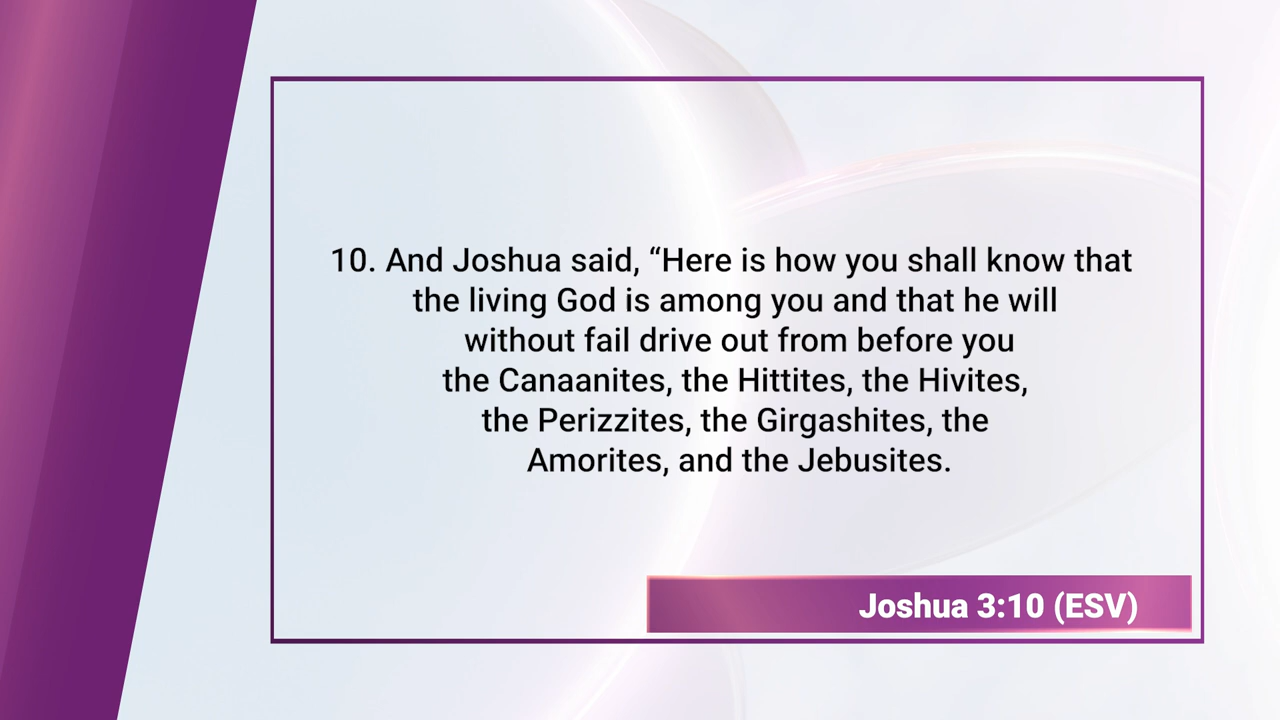 10. And Joshua said, “Here is how you shall know that
the living God is among you and that he will
without fail drive out from before you
the Canaanites, the Hittites, the Hivites,
the Perizzites, the Girgashites, the
Amorites, and the Jebusites.
Joshua 3:10 (ESV)